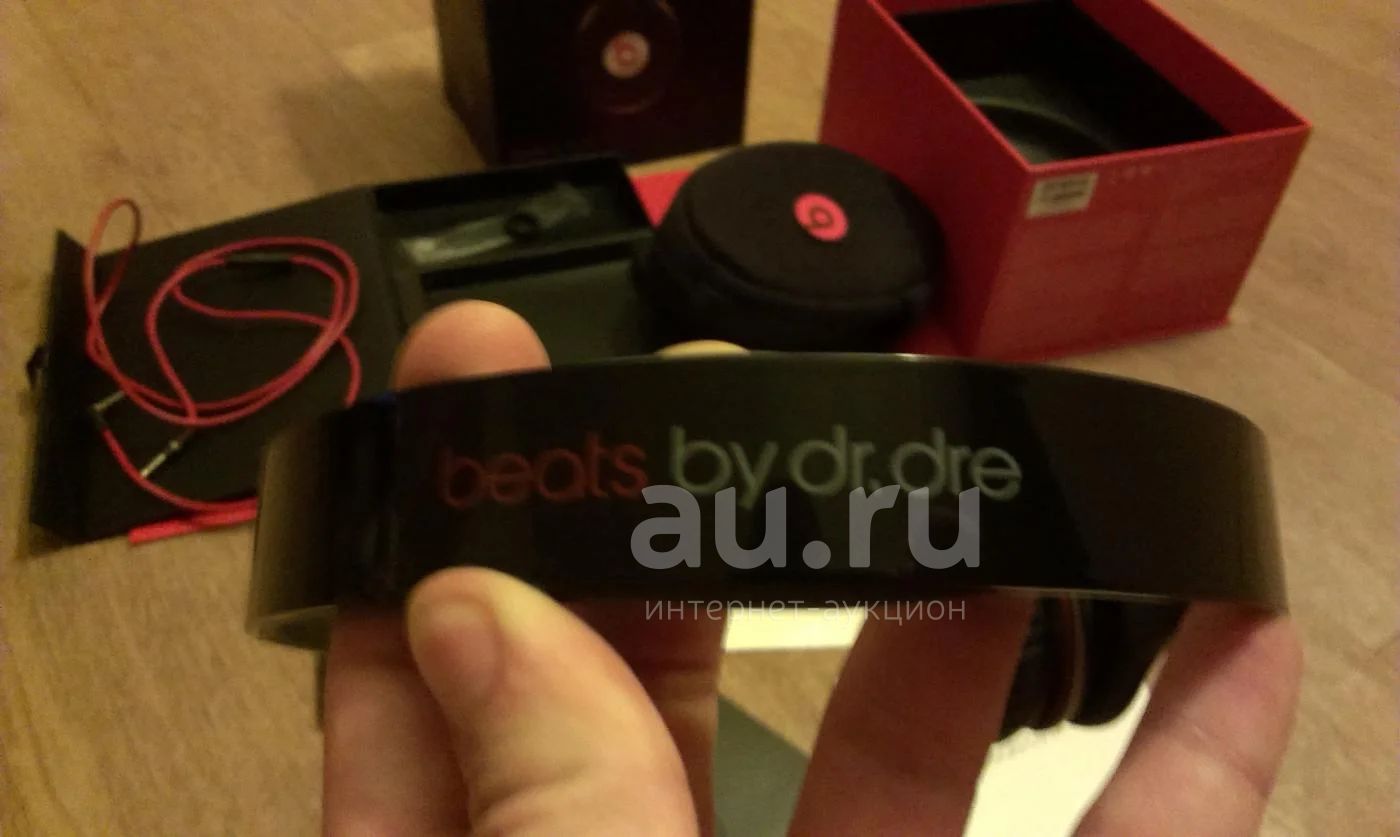 beats by dr.dre
au.ru
интернет-аукцион